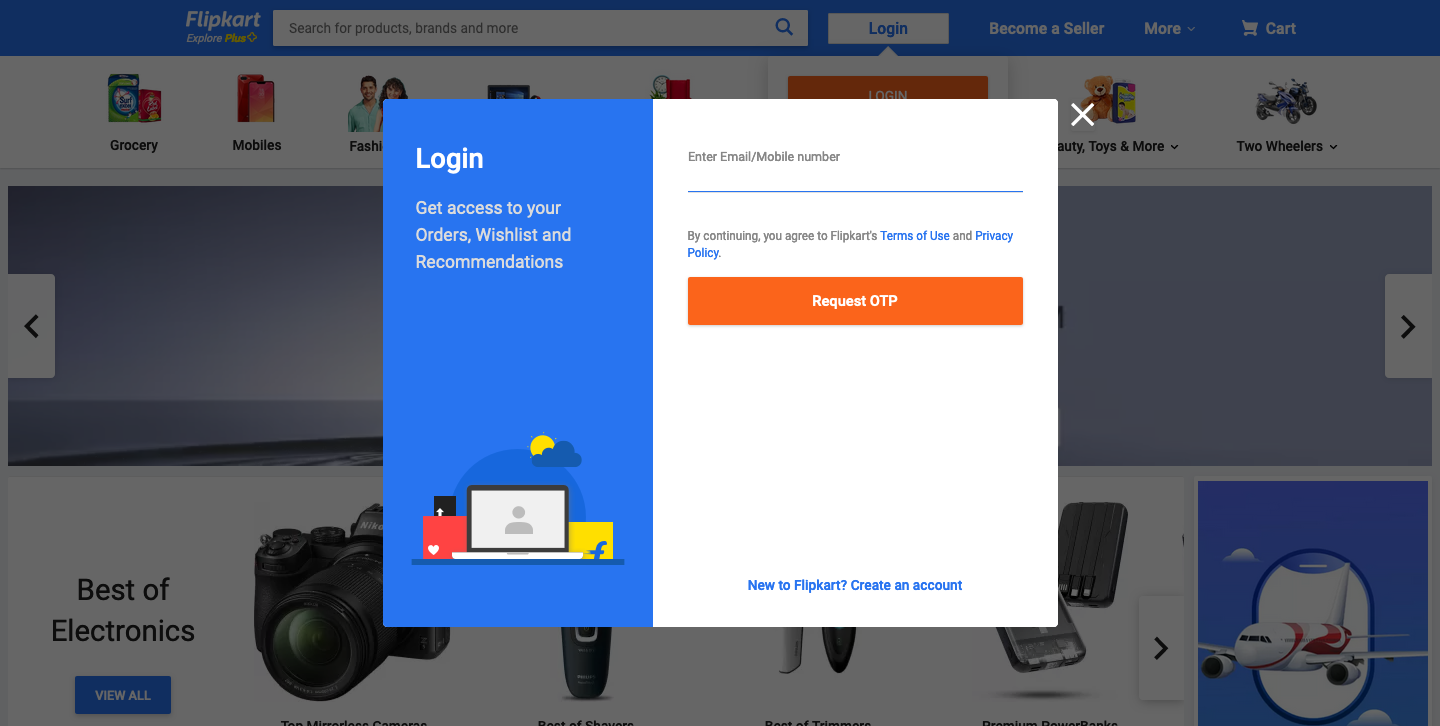 Flipkart
Explore Plus
Search for products, brands and more
Login
Become a Seller
More
Cart
LOGIN
Grocery
Mobiles
Fashi
auty, Toys & More
Two Wheelers
Login
Get access to your
Orders, Wishlist and
Recommendations
Enter Email/Mobile number
By continuing, you agree to Flipkart's Terms of Use and Privacy
Policy.
Request OTP
New to Flipkart? Create an account
Best of
Electronics
VIEW ALL
Nikon
Top Mirrorless Cameras
Best of Shavers
Best of Trimmers
Premium PowerBanks